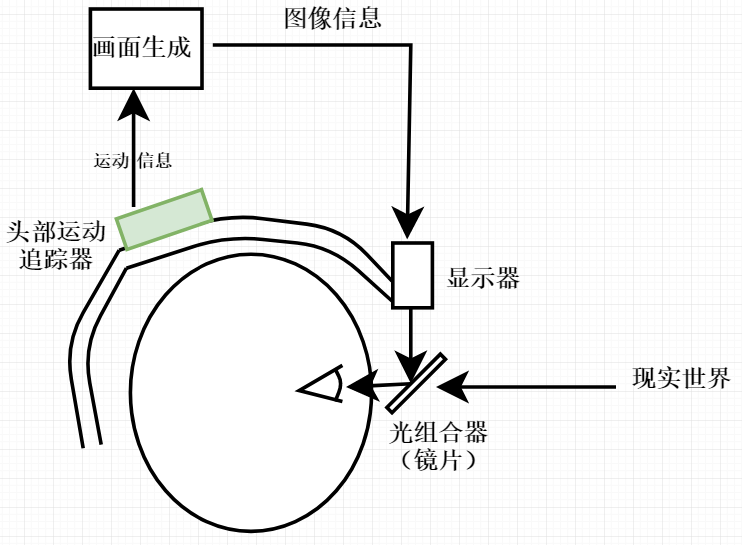 图像信息
画面生成
运动 信息
头部运动
追踪器
显示器
现实世界
光组合器
（镜片）